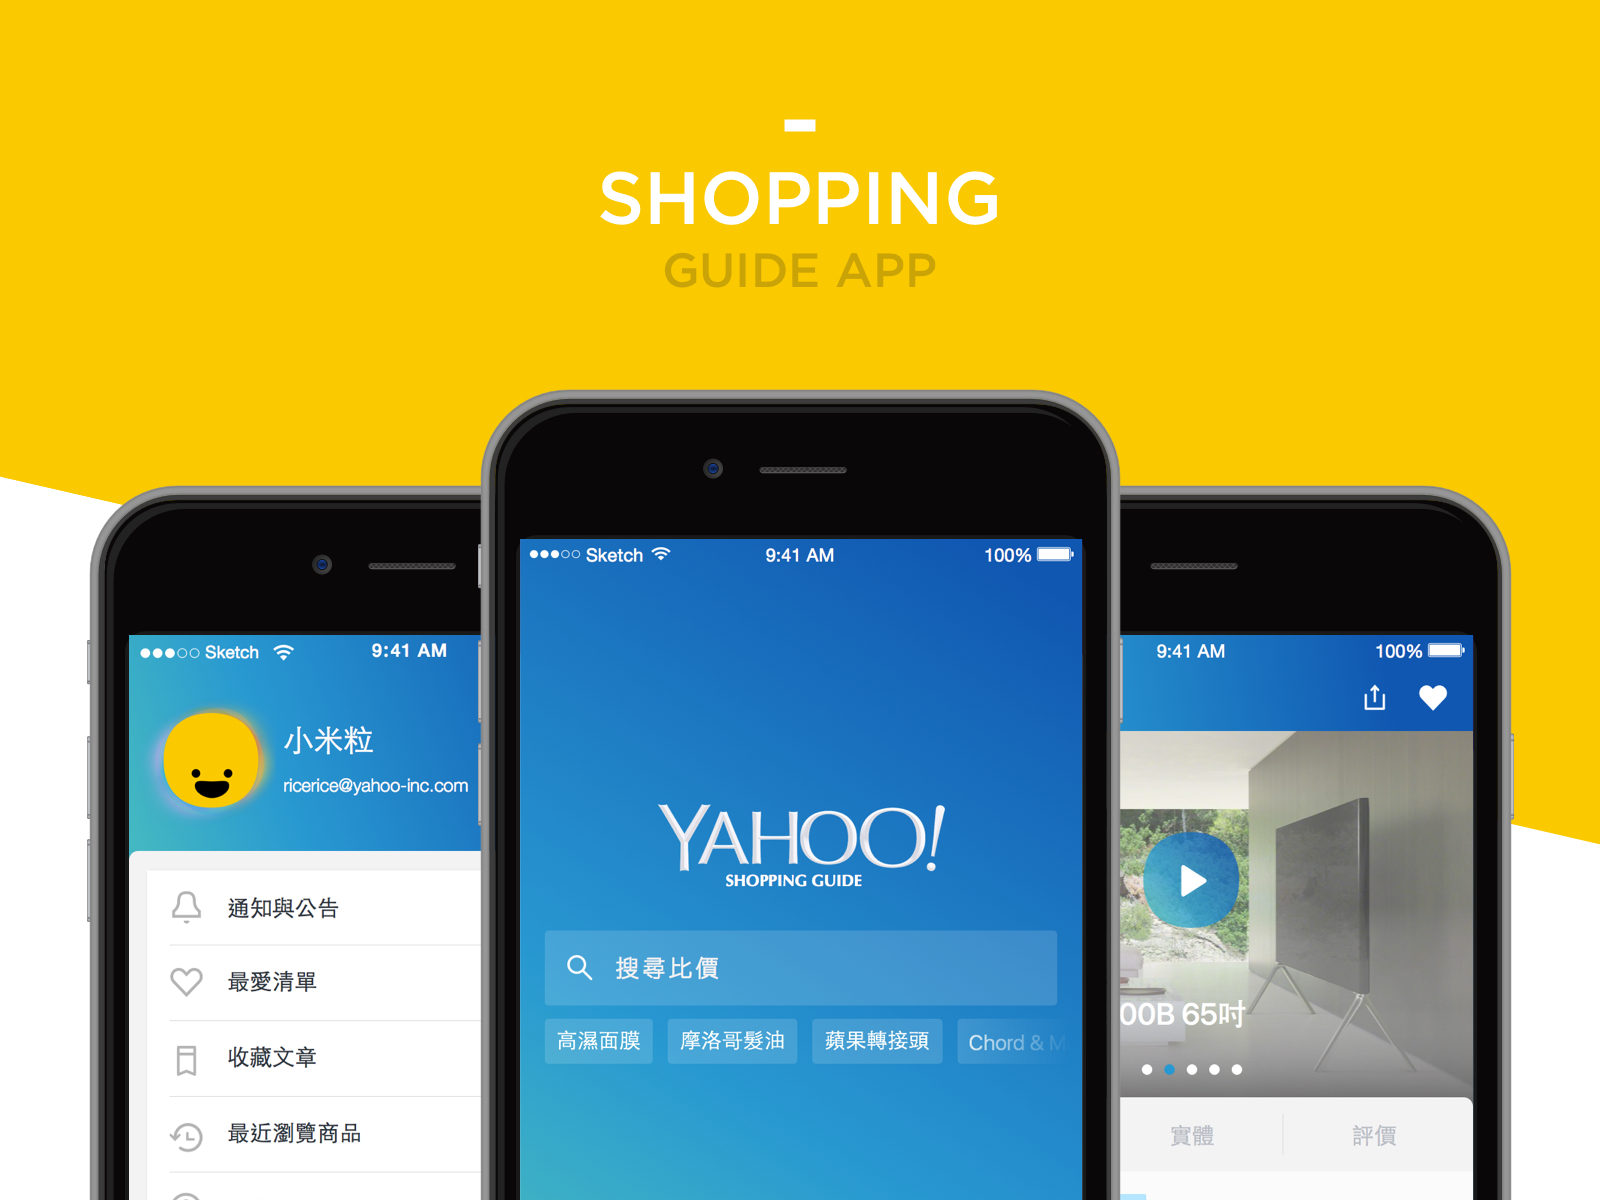 SHOPPING
GUIDE APP
Sketch 9:41 AM
小米粒
ricerice@yahoo-inc.com
通知與公告
最愛清單
收藏文章
最近瀏覽商品
Sketch 9:41 AM 100%
YAHOO!
SHOPPING GUIDE
搜尋比價
高濕面膜 摩洛哥髮油 蘋果轉接頭 Chord & M
9:41 AM 100%
00B 65吋
實體 評價